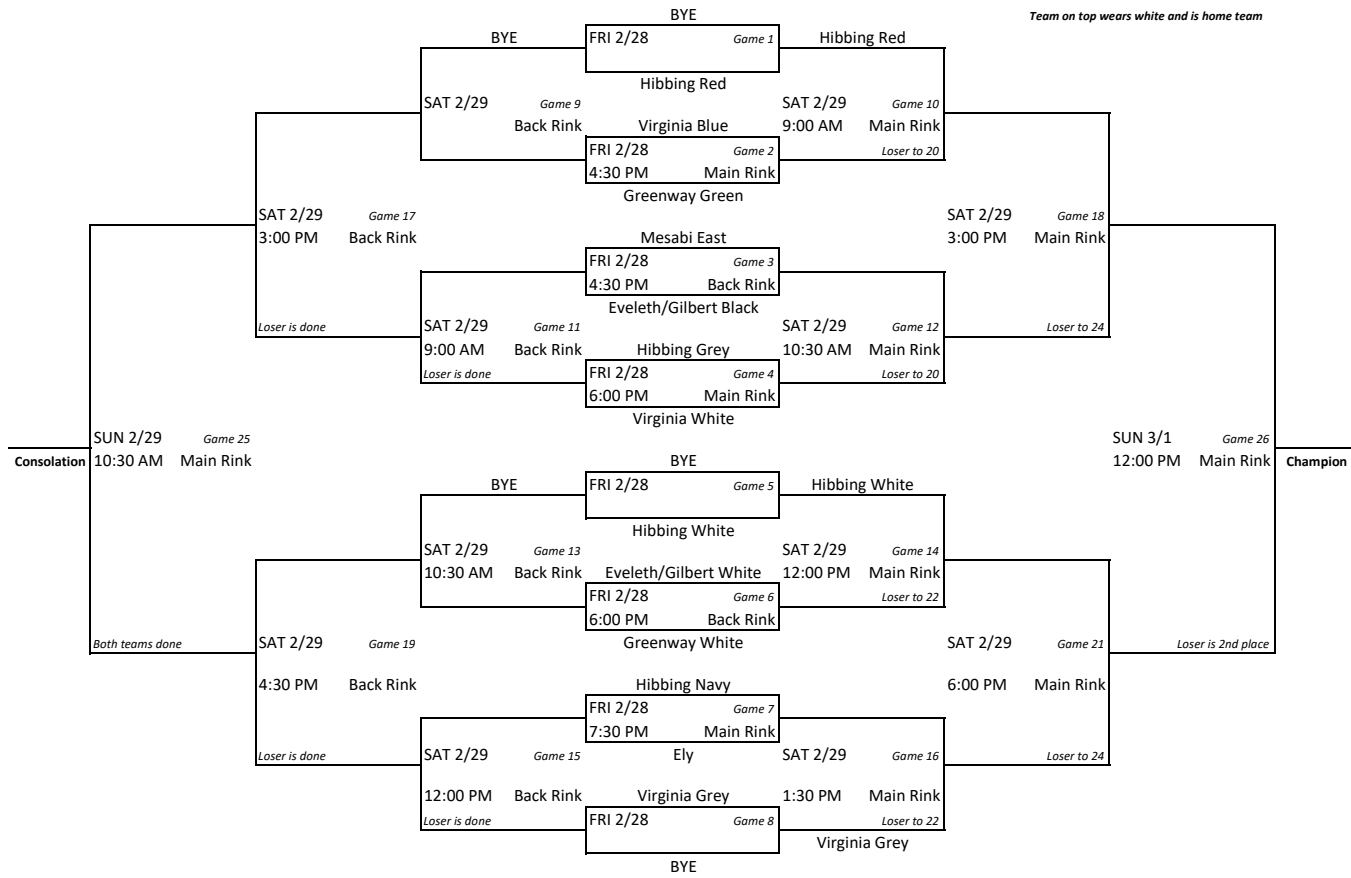 BYE
Team on top wears white and is home team
BYE FRI 2/28 Game 1 Hibbing Red
Hibbing Red
SAT 2/29 Game 9 SAT 2/29 Game 10
Back Rink Virginia Blue 9:00 AM Main Rink
FRI 2/28 Game 2 Loser to 20
4:30 PM Main Rink
Greenway Green
SAT 2/29 Game 17 SAT 2/29 Game 18
3:00 PM Back Rink Mesabi East 3:00 PM Main Rink
FRI 2/28 Game 3
4:30 PM Back Rink
Eveleth/Gilbert Black
Loser is done SAT 2/29 Game 11 SAT 2/29 Game 12 Loser to 24
9:00 AM Back Rink Hibbing Grey 10:30 AM Main Rink
Loser is done FRI 2/28 Game 4 Loser to 20
6:00 PM Main Rink
Virginia White
SUN 2/29 Game 25 SUN 3/1 Game 26
Consolation 10:30 AM Main Rink BYE 12:00 PM Main Rink Champion
BYE FRI 2/28 Game 5 Hibbing White
Hibbing White
SAT 2/29 Game 13 SAT 2/29 Game 14
10:30 AM Back Rink Eveleth/Gilbert White 12:00 PM Main Rink
FRI 2/28 Game 6 Loser to 22
6:00 PM Back Rink
Both teams done SAT 2/29 Game 19 Greenway White SAT 2/29 Game 21 Loser is 2nd place
4:30 PM Back Rink Hibbing Navy 6:00 PM Main Rink
FRI 2/28 Game 7
7:30 PM Main Rink
Loser is done SAT 2/29 Game 15 Ely SAT 2/29 Game 16 Loser to 24
12:00 PM Back Rink Virginia Grey 1:30 PM Main Rink
Loser is done FRI 2/28 Game 8 Loser to 22
Virginia Grey
BYE